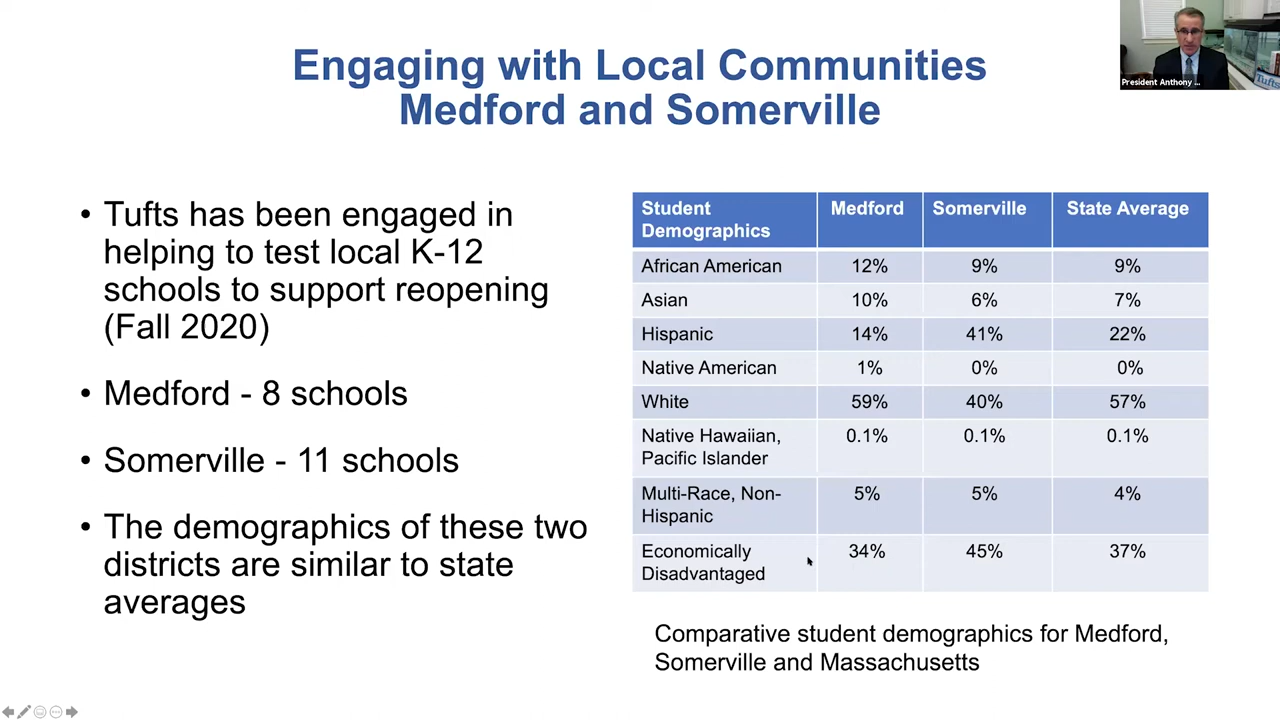 Engaging with Local Communities
Medford and Somerville
President Anthony ...
Tufts
• Tufts has been engaged in
helping to test local K-12
schools to support reopening
(Fall 2020)
• Medford - 8 schools
• Somerville - 11 schools
• The demographics of these two
districts are similar to state
averages
Student Demographics Medford Somerville State Average
African American 12% 9% 9%
Asian 10% 6% 7%
Hispanic 14% 41% 22%
Native American 1% 0% 0%
White 59% 40% 57%
Native Hawaiian, Pacific Islander 0.1% 0.1% 0.1%
Multi-Race, Non-Hispanic 5% 5% 4%
Economically Disadvantaged 34% 45% 37%
Comparative student demographics for Medford,
Somerville and Massachusetts